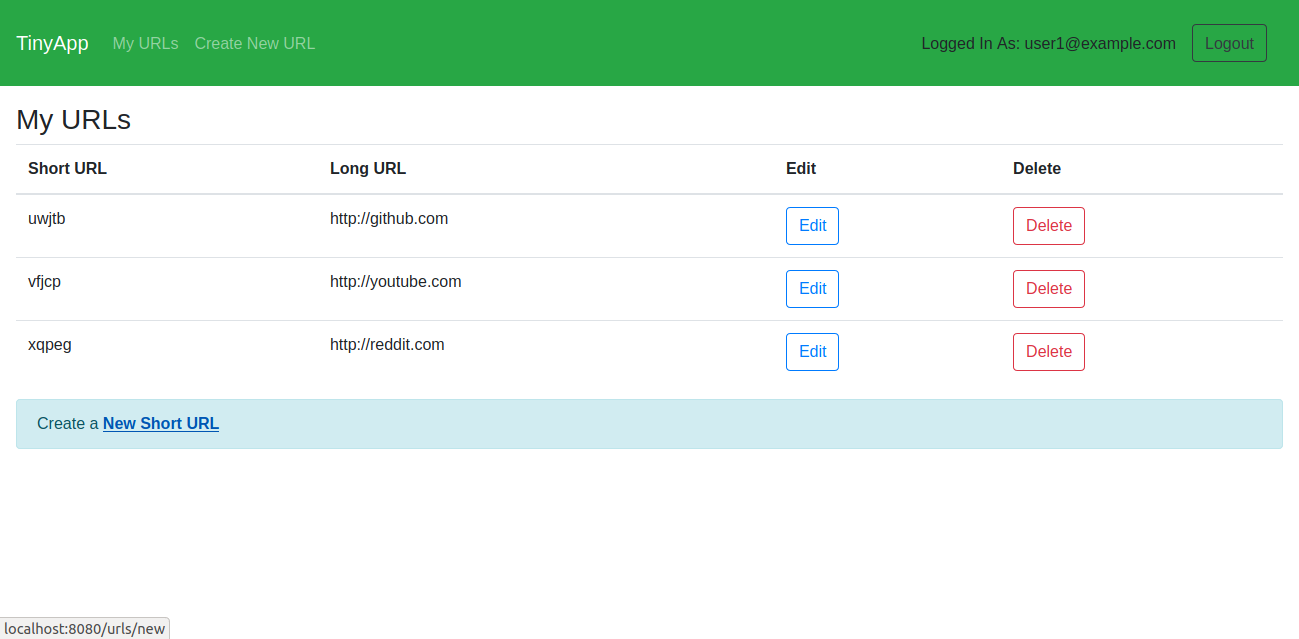 TinyApp My URLs Create New URL Logged In As: user1@example.com Logout
My URLs
Short URL Long URL Edit Delete
uwjtb http://github.com Edit Delete
vfjcp http://youtube.com Edit Delete
xqpeg http://reddit.com Edit Delete
Create a New Short URL
localhost:8080/urls/new